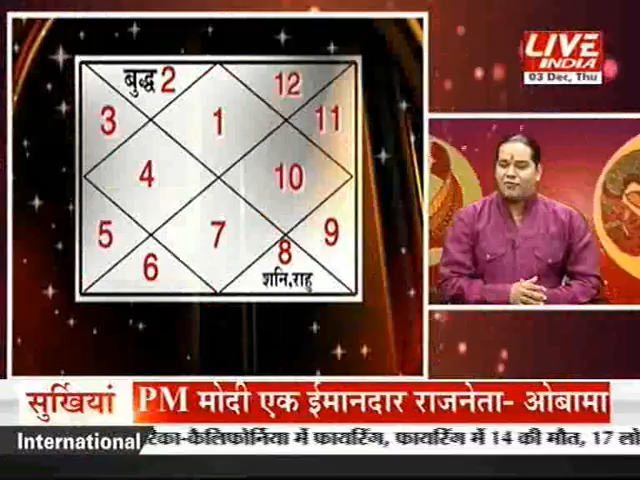 LIVE
INDIA
03 Dec, Thu
बुद्ध 2
12
3
1
11
4
10
5
7
9
6
8
शनि,राहु
सुर्खियां
PM मोदी एक ईमानदार राजनेता- ओबामा
International
रिका-केलिफोर्निया में फायरिंग, फायरिंग में 14 की मौत, 17 लो